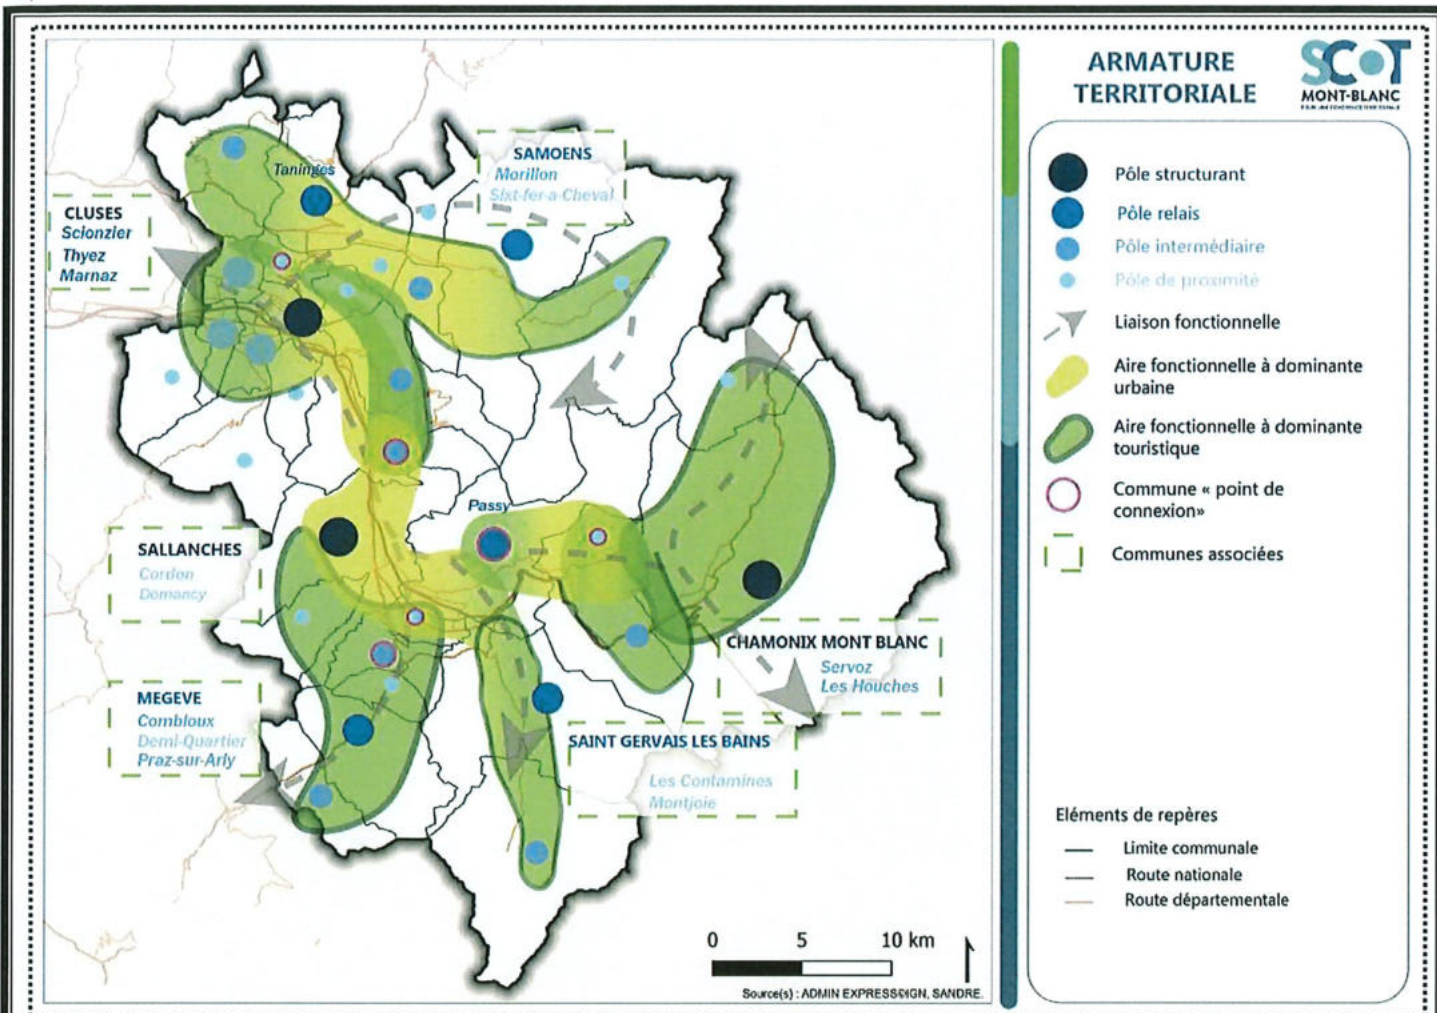 ARMATURE
TERRITORIALE
SCOT
MONT-BLANC
Pôle structurant
Pôle relais
Pôle intermédiaire
Pôle de proximité
Liaison fonctionnelle
Aire fonctionnelle à dominante
urbaine
Aire fonctionnelle à dominante
touristique
Commune « point de
connexion»
Communes associées
Eléments de repères
Limite communale
Route nationale
Route départementale
Taninges
SAMOENS
Morillon
Sixt-fer-a-Cheval
CLUSES
Scionzier
Thyez
Marnaz
Passy
SALLANCHES
Cordon
Domancy
CHAMONIX MONT BLANC
Servoz
Les Houches
MEGEVE
Combloux
Demi-Quartier
Praz-sur-Arly
SAINT GERVAIS LES BAINS
Les Contamines
Montjoie
0 5 10 km
Source(s) : ADMIN EXPRESS©IGN, SANDRE.